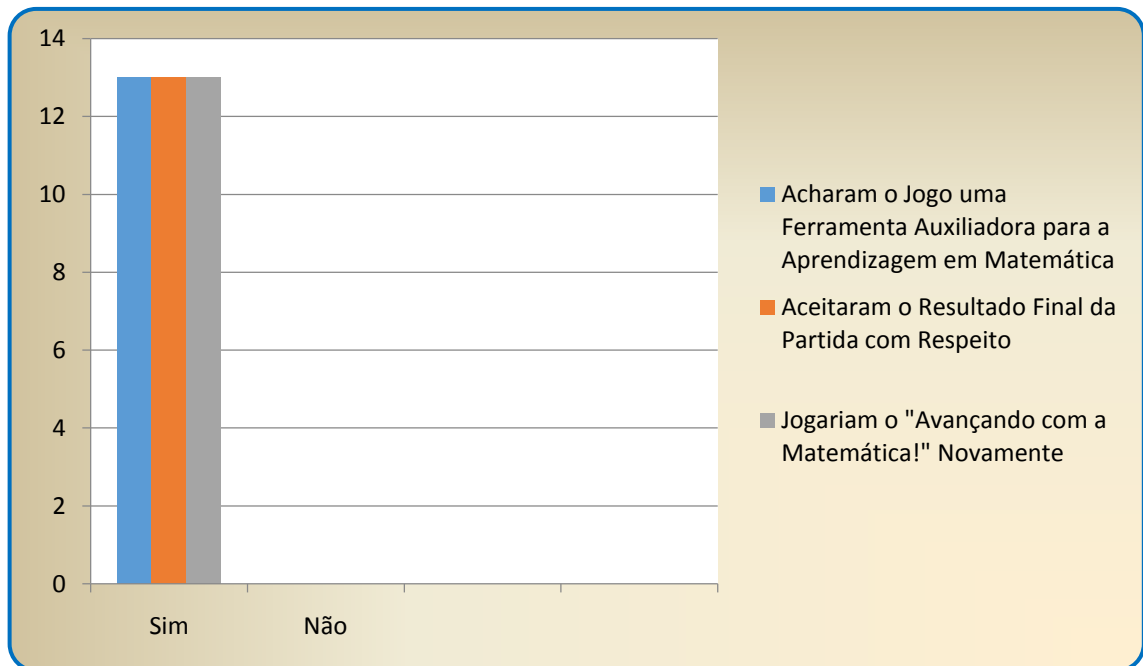 14
12
10
8
6
4
2
0
Sim
Não
Acharam o Jogo uma
Ferramenta Auxiliadora para a
Aprendizagem em Matemática
Aceitaram o Resultado Final da
Partida com Respeito
Jogariam o "Avançando com a
Matemática!" Novamente